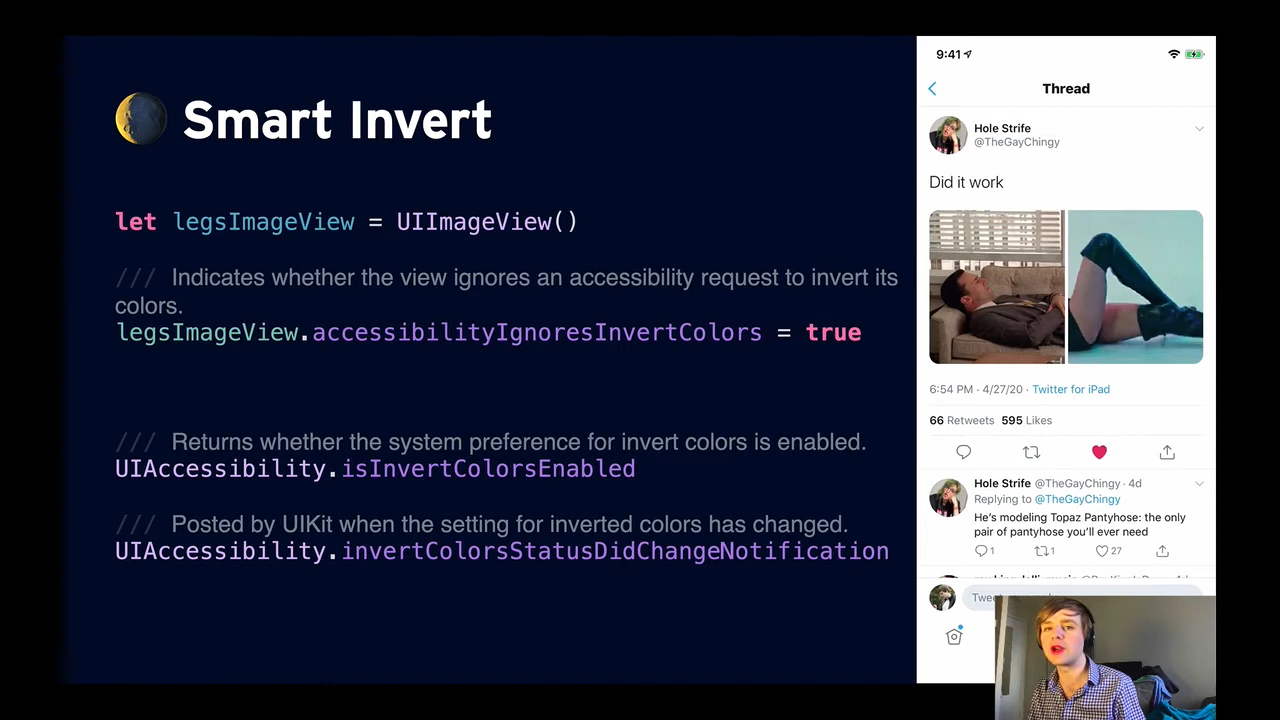 Smart Invert
let legsImageView = UIImageView()
/// Indicates whether the view ignores an accessibility request to invert its
colors.
legsImageView.accessibilityIgnoresInvertColors = true
/// Returns whether the system preference for invert colors is enabled.
UIAccessibility.isInvertColorsEnabled
/// Posted by UIKit when the setting for inverted colors has changed.
UIAccessibility.invertColorsStatusDidChangeNotification
9:41
Thread
Hole Strife
@TheGayChingy
Did it work
6:54 PM · 4/27/20 · Twitter for iPad
66 Retweets 595 Likes
Hole Strife @TheGayChingy · 4d
Replying to @TheGayChingy
He's modeling Topaz Pantyhose: the only
pair of pantyhose you'll ever need
1 1 27